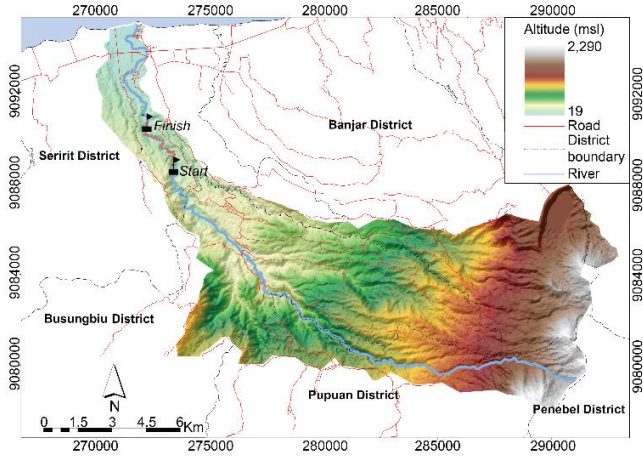 270000 275000 280000 285000 290000
Altitude (msl)
2,290
19
Road
District
boundary
River
9092000
9092000
Banjar District
Finish
Seririt District
Start
9088000
9088000
9084000
9084000
Busungbiu District
9080000
9080000
N
Pupuan District
Penebel District
0 1.5 3 4.5 6 Km
270000 275000 280000 285000 290000